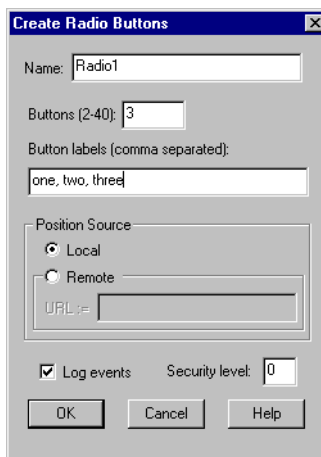 Create Radio Buttons
Name: Radio1
Buttons (2-40): 3
Button labels (comma separated):
one, two, three
Position Source
Local
Remote
URL :=
Log events Security level: 0
OK Cancel Help